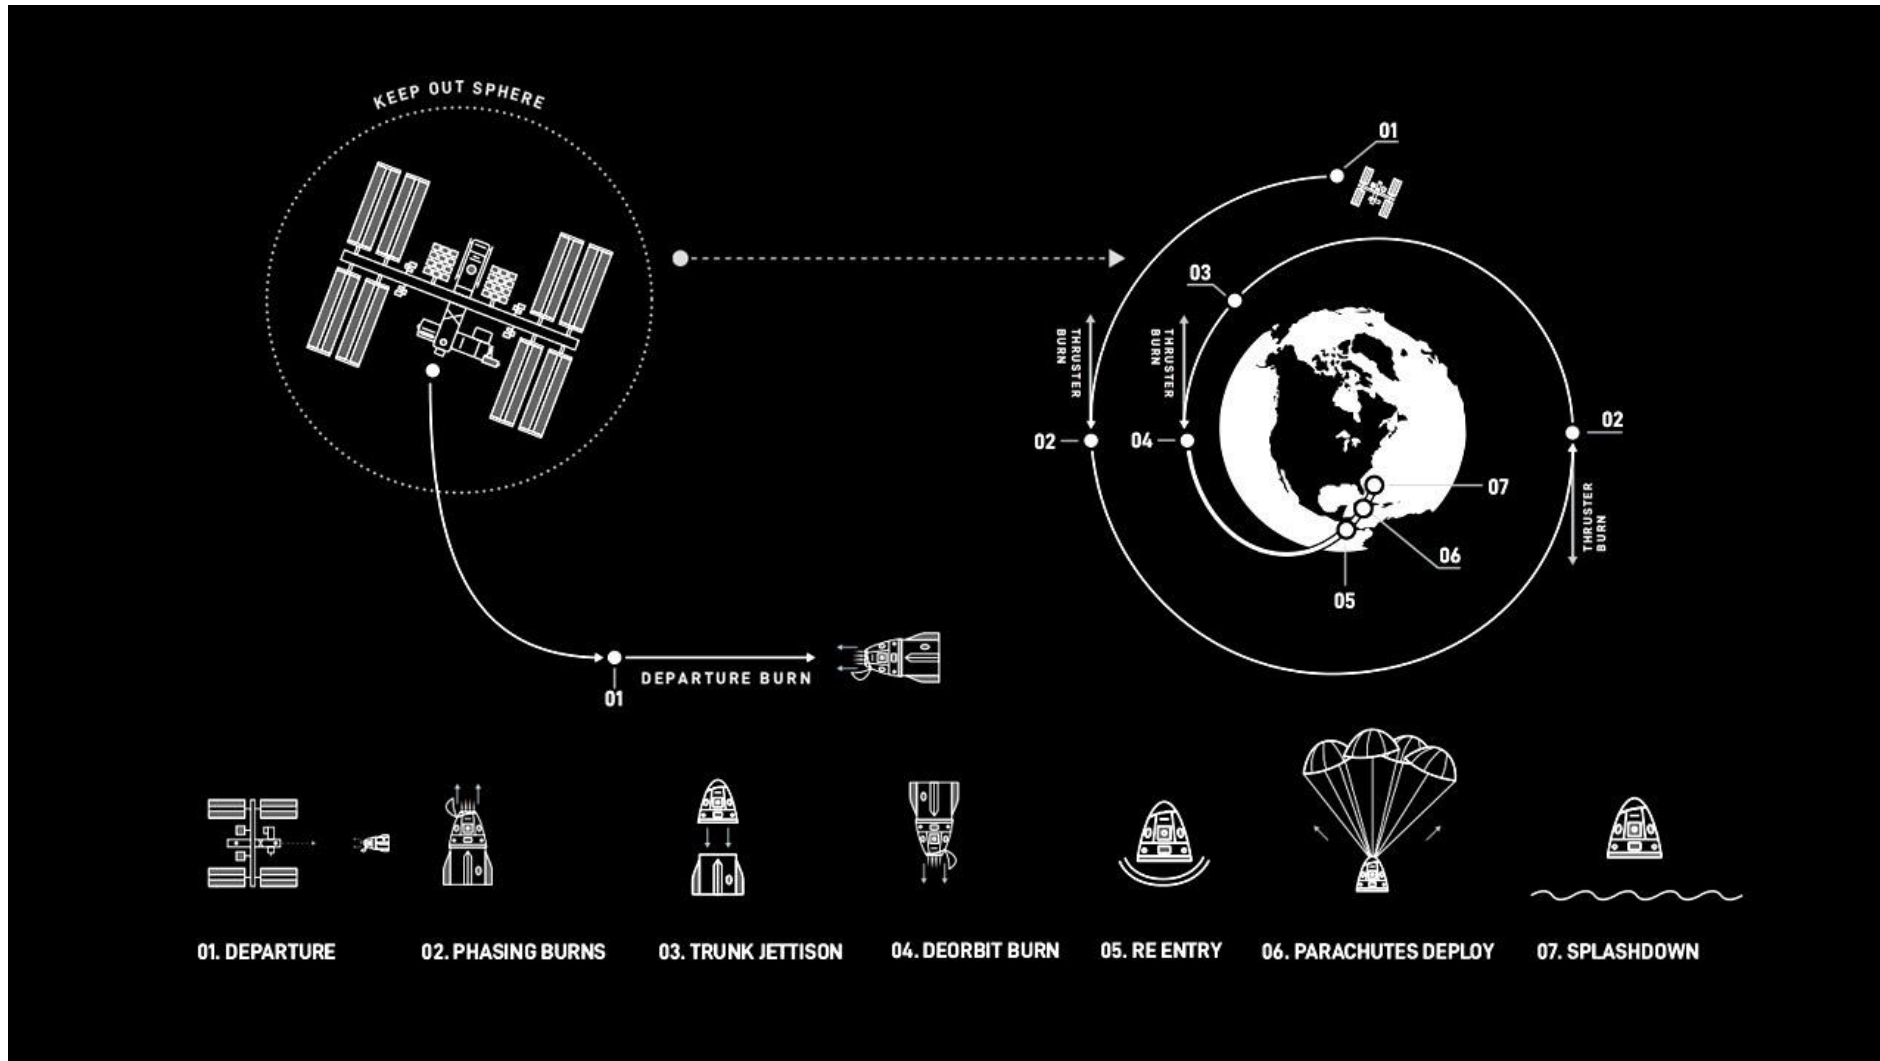 KEEP OUT SPHERE
01
DEPARTURE BURN
01
03
THRUSTER
BURN
THRUSTER
BURN
02
04
02
THRUSTER
BURN
07
06
05
01. DEPARTURE
02. PHASING BURNS
03. TRUNK JETTISON
04. DEORBIT BURN
05. RE ENTRY
06. PARACHUTES DEPLOY
07. SPLASHDOWN